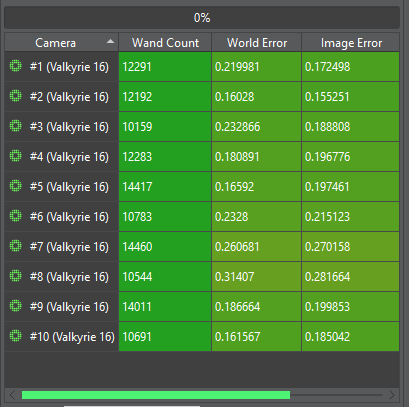 0%
Camera Wand Count World Error Image Error
#1 (Valkyrie 16) 12291 0.219981 0.172498
#2 (Valkyrie 16) 12192 0.16028 0.155251
#3 (Valkyrie 16) 10159 0.232866 0.188808
#4 (Valkyrie 16) 12283 0.180891 0.196776
#5 (Valkyrie 16) 14417 0.16592 0.197461
#6 (Valkyrie 16) 10783 0.2328 0.215123
#7 (Valkyrie 16) 14460 0.260681 0.270158
#8 (Valkyrie 16) 10544 0.31407 0.281664
#9 (Valkyrie 16) 14011 0.186664 0.199853
#10 (Valkyrie 16) 10691 0.161567 0.185042